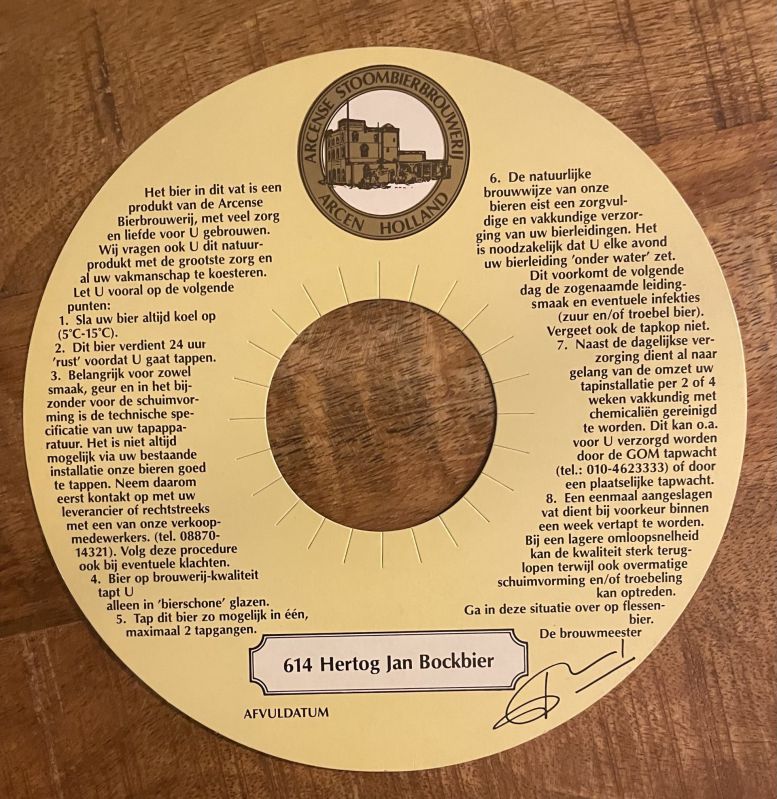 ARCENSE STOOMBIERBROUWERIJ
ARCEN HOLLAND
Het bier in dit vat is een
produkt van de Arcense
Bierbrouwerij, met veel zorg
en liefde voor U gebrouwen.
Wij vragen ook U dit natuur-
produkt met de grootste zorg en
al uw vakmanschap te koesteren.
Let U vooral op de volgende
punten:
1. Sla uw bier altijd koel op
(5°C-15°C).
2. Dit bier verdient 24 uur
'rust' voordat U gaat tappen.
3. Belangrijk voor zowel
smaak, geur en in het bij-
zonder voor de schuimvor-
ming is de technische spe-
cificatie van uw tapappa-
ratuur. Het is niet altijd
mogelijk via uw bestaande
installatie onze bieren goed
te tappen. Neem daarom
eerst kontakt op met uw
leverancier of rechtstreeks
met een van onze verkoop-
medewerkers. (tel. 08870-
14321). Volg deze procedure
ook bij eventuele klachten.
4. Bier op brouwerij-kwaliteit
tapt U
alleen in 'bierschone' glazen.
5. Tap dit bier zo mogelijk in één,
maximaal 2 tapgangen.
6. De natuurlijke
brouwwijze van onze
bieren eist een zorgvul-
dige en vakkundige verzor-
ging van uw bierleidingen. Het
is noodzakelijk dat U elke avond
uw bierleiding 'onder water' zet.
Dit voorkomt de volgende
dag de zogenaamde leiding-
smaak en eventuele infekties
(zuur en/of troebel bier).
Vergeet ook de tapkop niet.
7. Naast de dagelijkse ver-
zorging dient al naar
gelang van de omzet uw
tapinstallatie per 2 of 4
weken vakkundig met
chemicaliën gereinigd
te worden. Dit kan o.a.
voor U verzorgd worden
door de GOM tapwacht
(tel.: 010-4623333) of door
een plaatselijke tapwacht.
8. Een eenmaal aangeslagen
vat dient bij voorkeur binnen
een week vertapt te worden.
Bij een lagere omloopsnelheid
kan de kwaliteit sterk terug-
lopen terwijl ook overmatige
schuimvorming en/of troebeling
kan optreden.
Ga in deze situatie over op flessen-
bier.
De brouwmeester
614 Hertog Jan Bockbier
AFVULDATUM